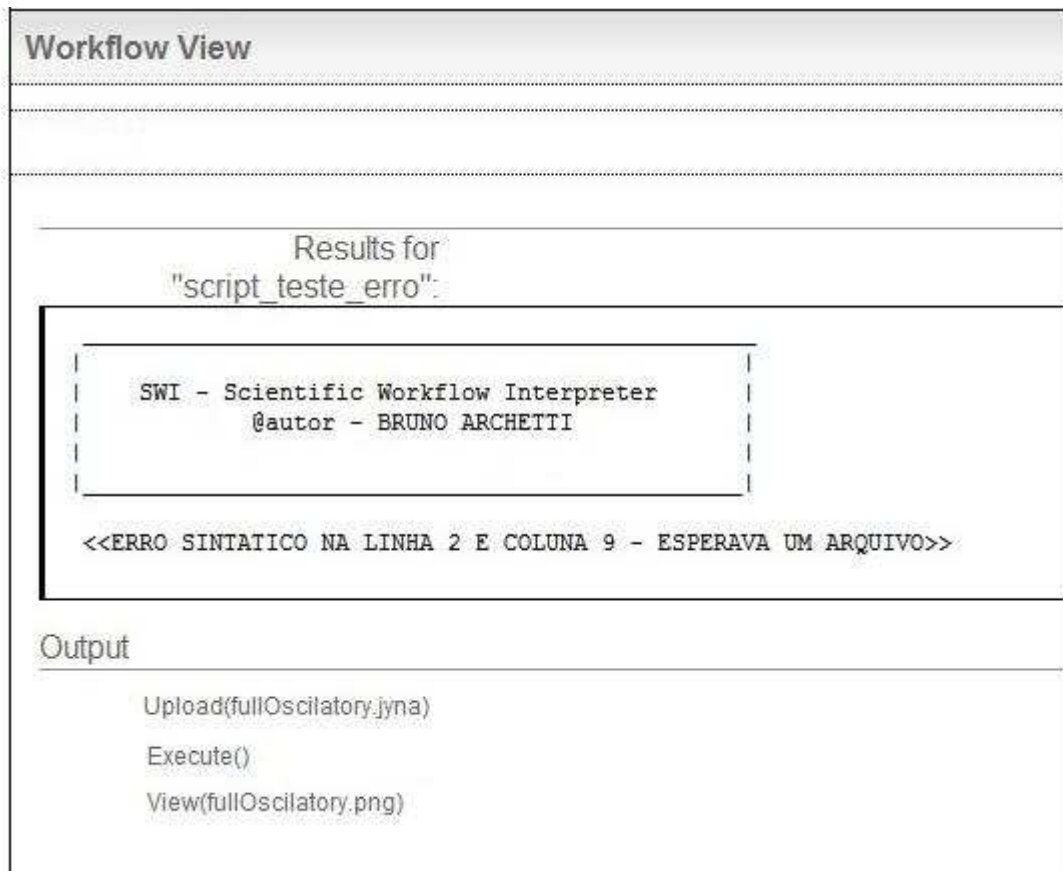 Workflow View
Results for
"script_teste_erro":
SWI - Scientific Workflow Interpreter
@autor - BRUNO ARCHETTI
<<ERRO SINTATICO NA LINHA 2 E COLUNA 9 - ESPERAVA UM ARQUIVO>>
Output
Upload(fullOscilatory.jyna)
Execute()
View(fullOscilatory.png)